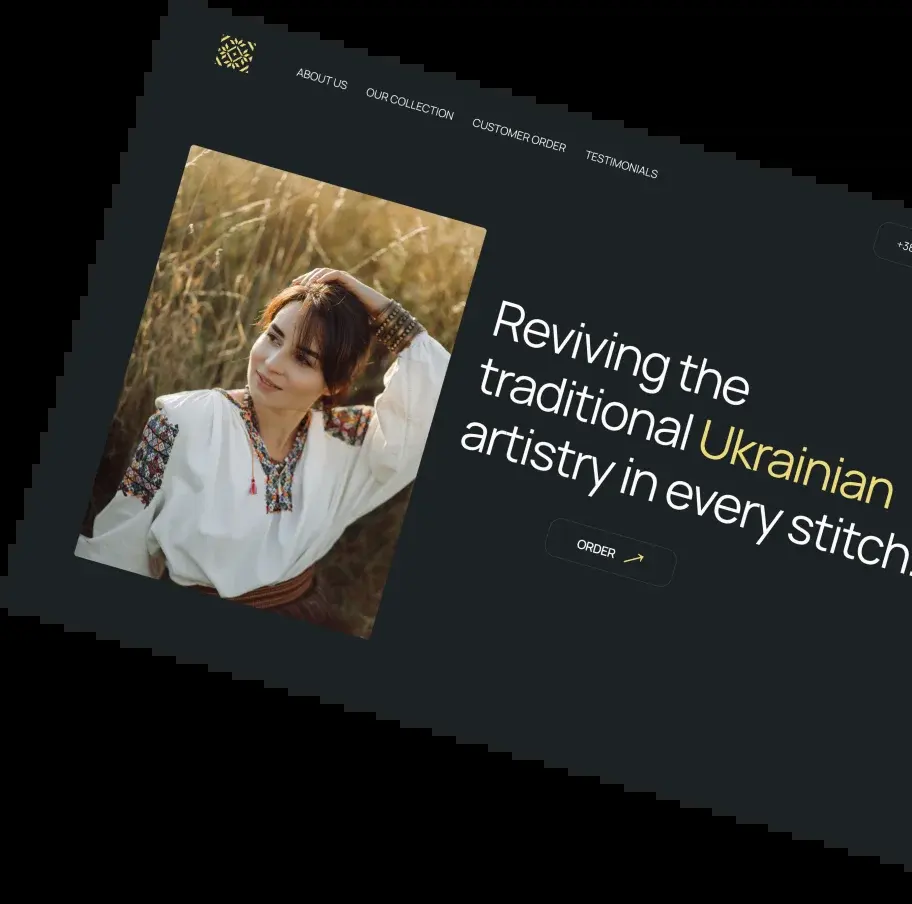 ABOUT US
OUR COLLECTION
CUSTOMER ORDER
TESTIMONIALS
+38
Reviving the
traditional Ukrainian
artistry in every stitch.
ORDER